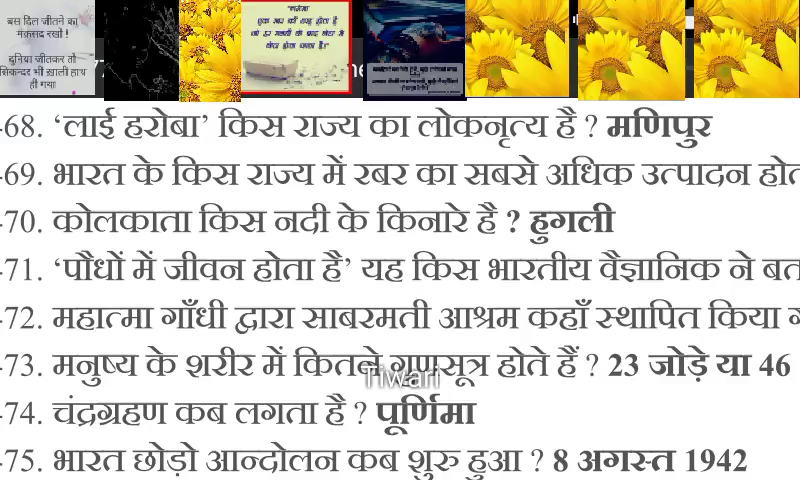 बस दिल जीतने का
मक़सद रखो !
दुनिया जीतकर तो
सिकन्दर भी ख़ाली हाथ
ही गया
-68. ‘लाई हरोबा’ किस राज्य का लोकनृत्य है ? मणिपुर
-69. भारत के किस राज्य में रबर का सबसे अधिक उत्पादन होत
-70. कोलकाता किस नदी के किनारे है ? हुगली
-71. ‘पौधों में जीवन होता है’ यह किस भारतीय वैज्ञानिक ने बत
-72. महात्मा गाँधी द्वारा साबरमती आश्रम कहाँ स्थापित किया ग
-73. मनुष्य के शरीर में कितने गुणसूत्र होते हैं ? 23 जोड़े या 46
Tiwari
-74. चंद्रग्रहण कब लगता है ? पूर्णिमा
-75. भारत छोड़ो आन्दोलन कब शुरु हुआ ? 8 अगस्त 1942